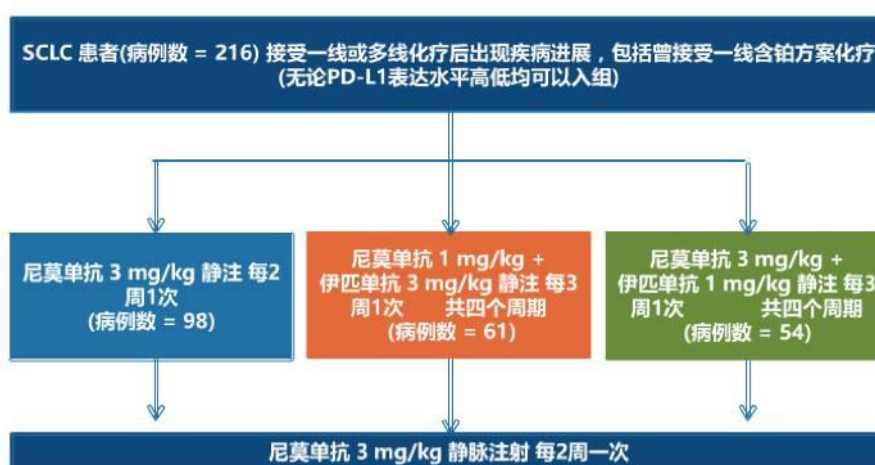 SCLC 患者(病例数 = 216) 接受一线或多线化疗后出现疾病进展，包括曾接受一线含铂方案化疗
(无论PD-L1表达水平高低均可以入组)
尼莫单抗 3 mg/kg 静注 每2
周1次
(病例数 = 98)
尼莫单抗 1 mg/kg +
伊匹单抗 3 mg/kg 静注 每3
周1次 共四个周期
(病例数 = 61)
尼莫单抗 3 mg/kg +
伊匹单抗 1 mg/kg 静注 每3
周1次 共四个周期
(病例数 = 54)
尼莫单抗 3 mg/kg 静脉注射 每2周一次